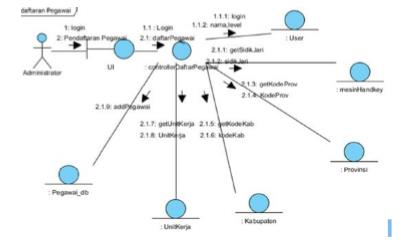 daftaran Pegawai
1: login
2: Pendaftaran Pegawai
1.1 : Login
2.1: daftarPegawai
1.1.1: login
1.1.2: nama,level
: User
2.1.1: getSidikJari
2.1.2: sidikJari
Administrator
UI
: controllerDaftarPegawai
2.1.3: getKodeProv
2.1.4: KodeProv
: mesinHandkey
2.1.9: addPegawai
2.1.7: getUnitKerja
2.1.8: UnitKerja
2.1.5: getKodeKab
2.1.6: kodeKab
: Provinsi
: Pegawai_db
: UnitKerja
: Kabupaten